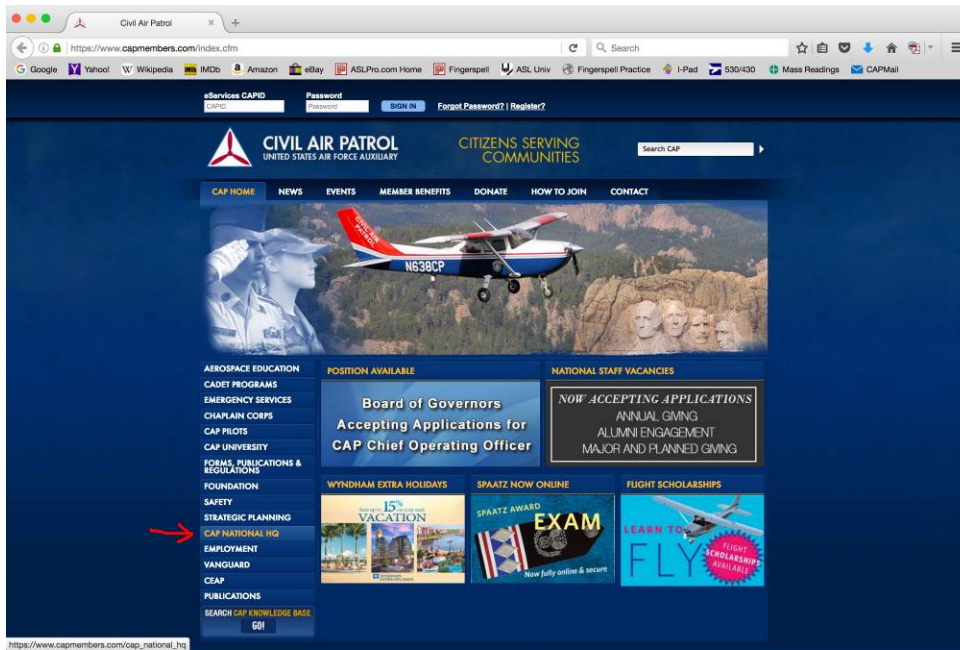 Civil Air Patrol
https://www.capmembers.com/index.cfm
Search
Google Yahoo! Wikipedia IMDb Amazon eBay ASLPro.com Home Fingerspell ASL Univ Fingerspell Practice I-Pad 530/430 Mass Readings CAPMail
eServices CAPID Password
CAPID Password SIGN IN Forgot Password? | Register?
CIVIL AIR PATROL
UNITED STATES AIR FORCE AUXILIARY
CITIZENS SERVING
COMMUNITIES
Search CAP
CAP HOME NEWS EVENTS MEMBER BENEFITS DONATE HOW TO JOIN CONTACT
CIVIL AIR
PATROL
N638CP
AEROSPACE EDUCATION
CADET PROGRAMS
EMERGENCY SERVICES
CHAPLAIN CORPS
CAP PILOTS
CAP UNIVERSITY
FORMS, PUBLICATIONS &
REGULATIONS
FOUNDATION
SAFETY
STRATEGIC PLANNING
CAP NATIONAL HQ
EMPLOYMENT
VANGUARD
CEAP
PUBLICATIONS
SEARCH CAP KNOWLEDGE BASE
GO!
POSITION AVAILABLE
Board of Governors
Accepting Applications for
CAP Chief Operating Officer
NATIONAL STAFF VACANCIES
NOW ACCEPTING APPLICATIONS
ANNUAL GIVING
ALUMNI ENGAGEMENT
MAJOR AND PLANNED GIVING
WYNDHAM EXTRA HOLIDAYS
Save up to 15% on your next
VACATION
WYNDHAM
EXTRA HOLIDAYS
SPAATZ NOW ONLINE
SPAATZ AWARD
EXAM
Now fully online & secure
FLIGHT SCHOLARSHIPS
LEARN TO
FLY
FLIGHT
SCHOLARSHIPS
AVAILABLE
https://www.capmembers.com/cap_national_hq